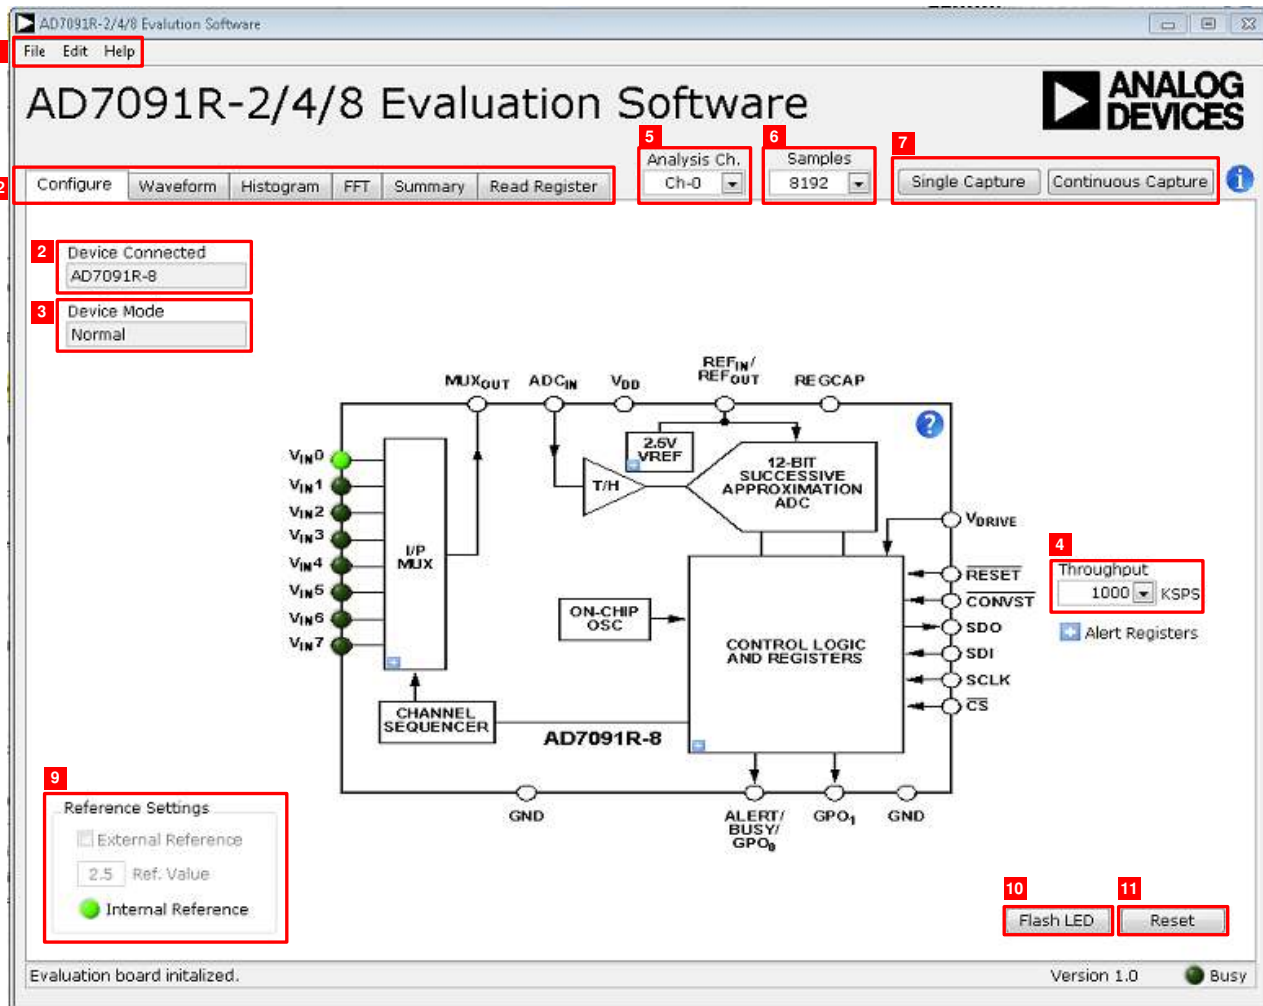 AD7091R-2/4/8 Evalution Software
File Edit Help
AD7091R-2/4/8 Evaluation Software
ANALOG
DEVICES
5
6
7
Analysis Ch.
Samples
2
Configure
Waveform
Histogram
FFT
Summary
Read Register
Ch-0
8192
Single Capture
Continuous Capture
i
2
Device Connected
AD7091R-8
3
Device Mode
Normal
MUXOUT
ADCIN
VDD
REFIN/
REFOUT
REGCAP
?
VIN0
VIN1
VIN2
VIN3
VIN4
VIN5
VIN6
VIN7
I/P
MUX
2.5V
VREF
T/H
12-BIT
SUCCESSIVE
APPROXIMATION
ADC
ON-CHIP
OSC
CONTROL LOGIC
AND REGISTERS
CHANNEL
SEQUENCER
AD7091R-8
VDRIVE
RESET
CONVST
SDO
SDI
SCLK
CS
4
Throughput
1000 KSPS
Alert Registers
GND
ALERT/
BUSY/
GPO0
GPO1
GND
9
Reference Settings
External Reference
2.5 Ref. Value
Internal Reference
10
11
Flash LED
Reset
Evaluation board initalized.
Version 1.0
Busy